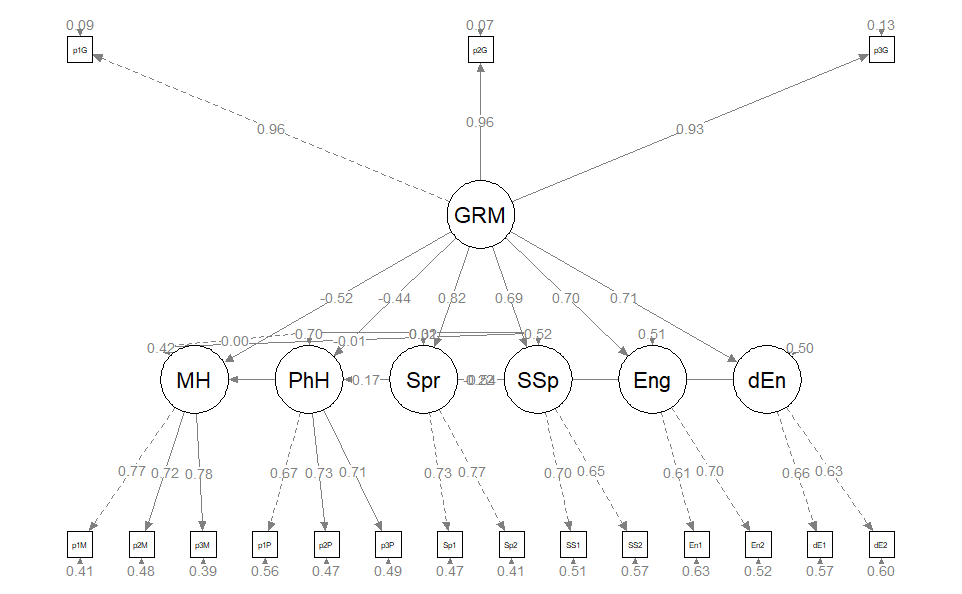 0.09 0.07 0.13
p1G p2G p3G
0.96 0.96 0.93
GRM
-0.52 -0.44 0.82 0.69 0.70 0.71
0.42 0.00 0.70 -0.01 0.52 0.51 0.50
MH PhH Spr SSp Eng dEn
0.17
0.77 0.72 0.78 0.67 0.73 0.71 0.73 0.77 0.70 0.65 0.61 0.70 0.66 0.63
p1M p2M p3M p1P p2P p3P Sp1 Sp2 SS1 SS2 En1 En2 dE1 dE2
0.41 0.48 0.39 0.56 0.47 0.49 0.47 0.41 0.51 0.57 0.63 0.52 0.57 0.60